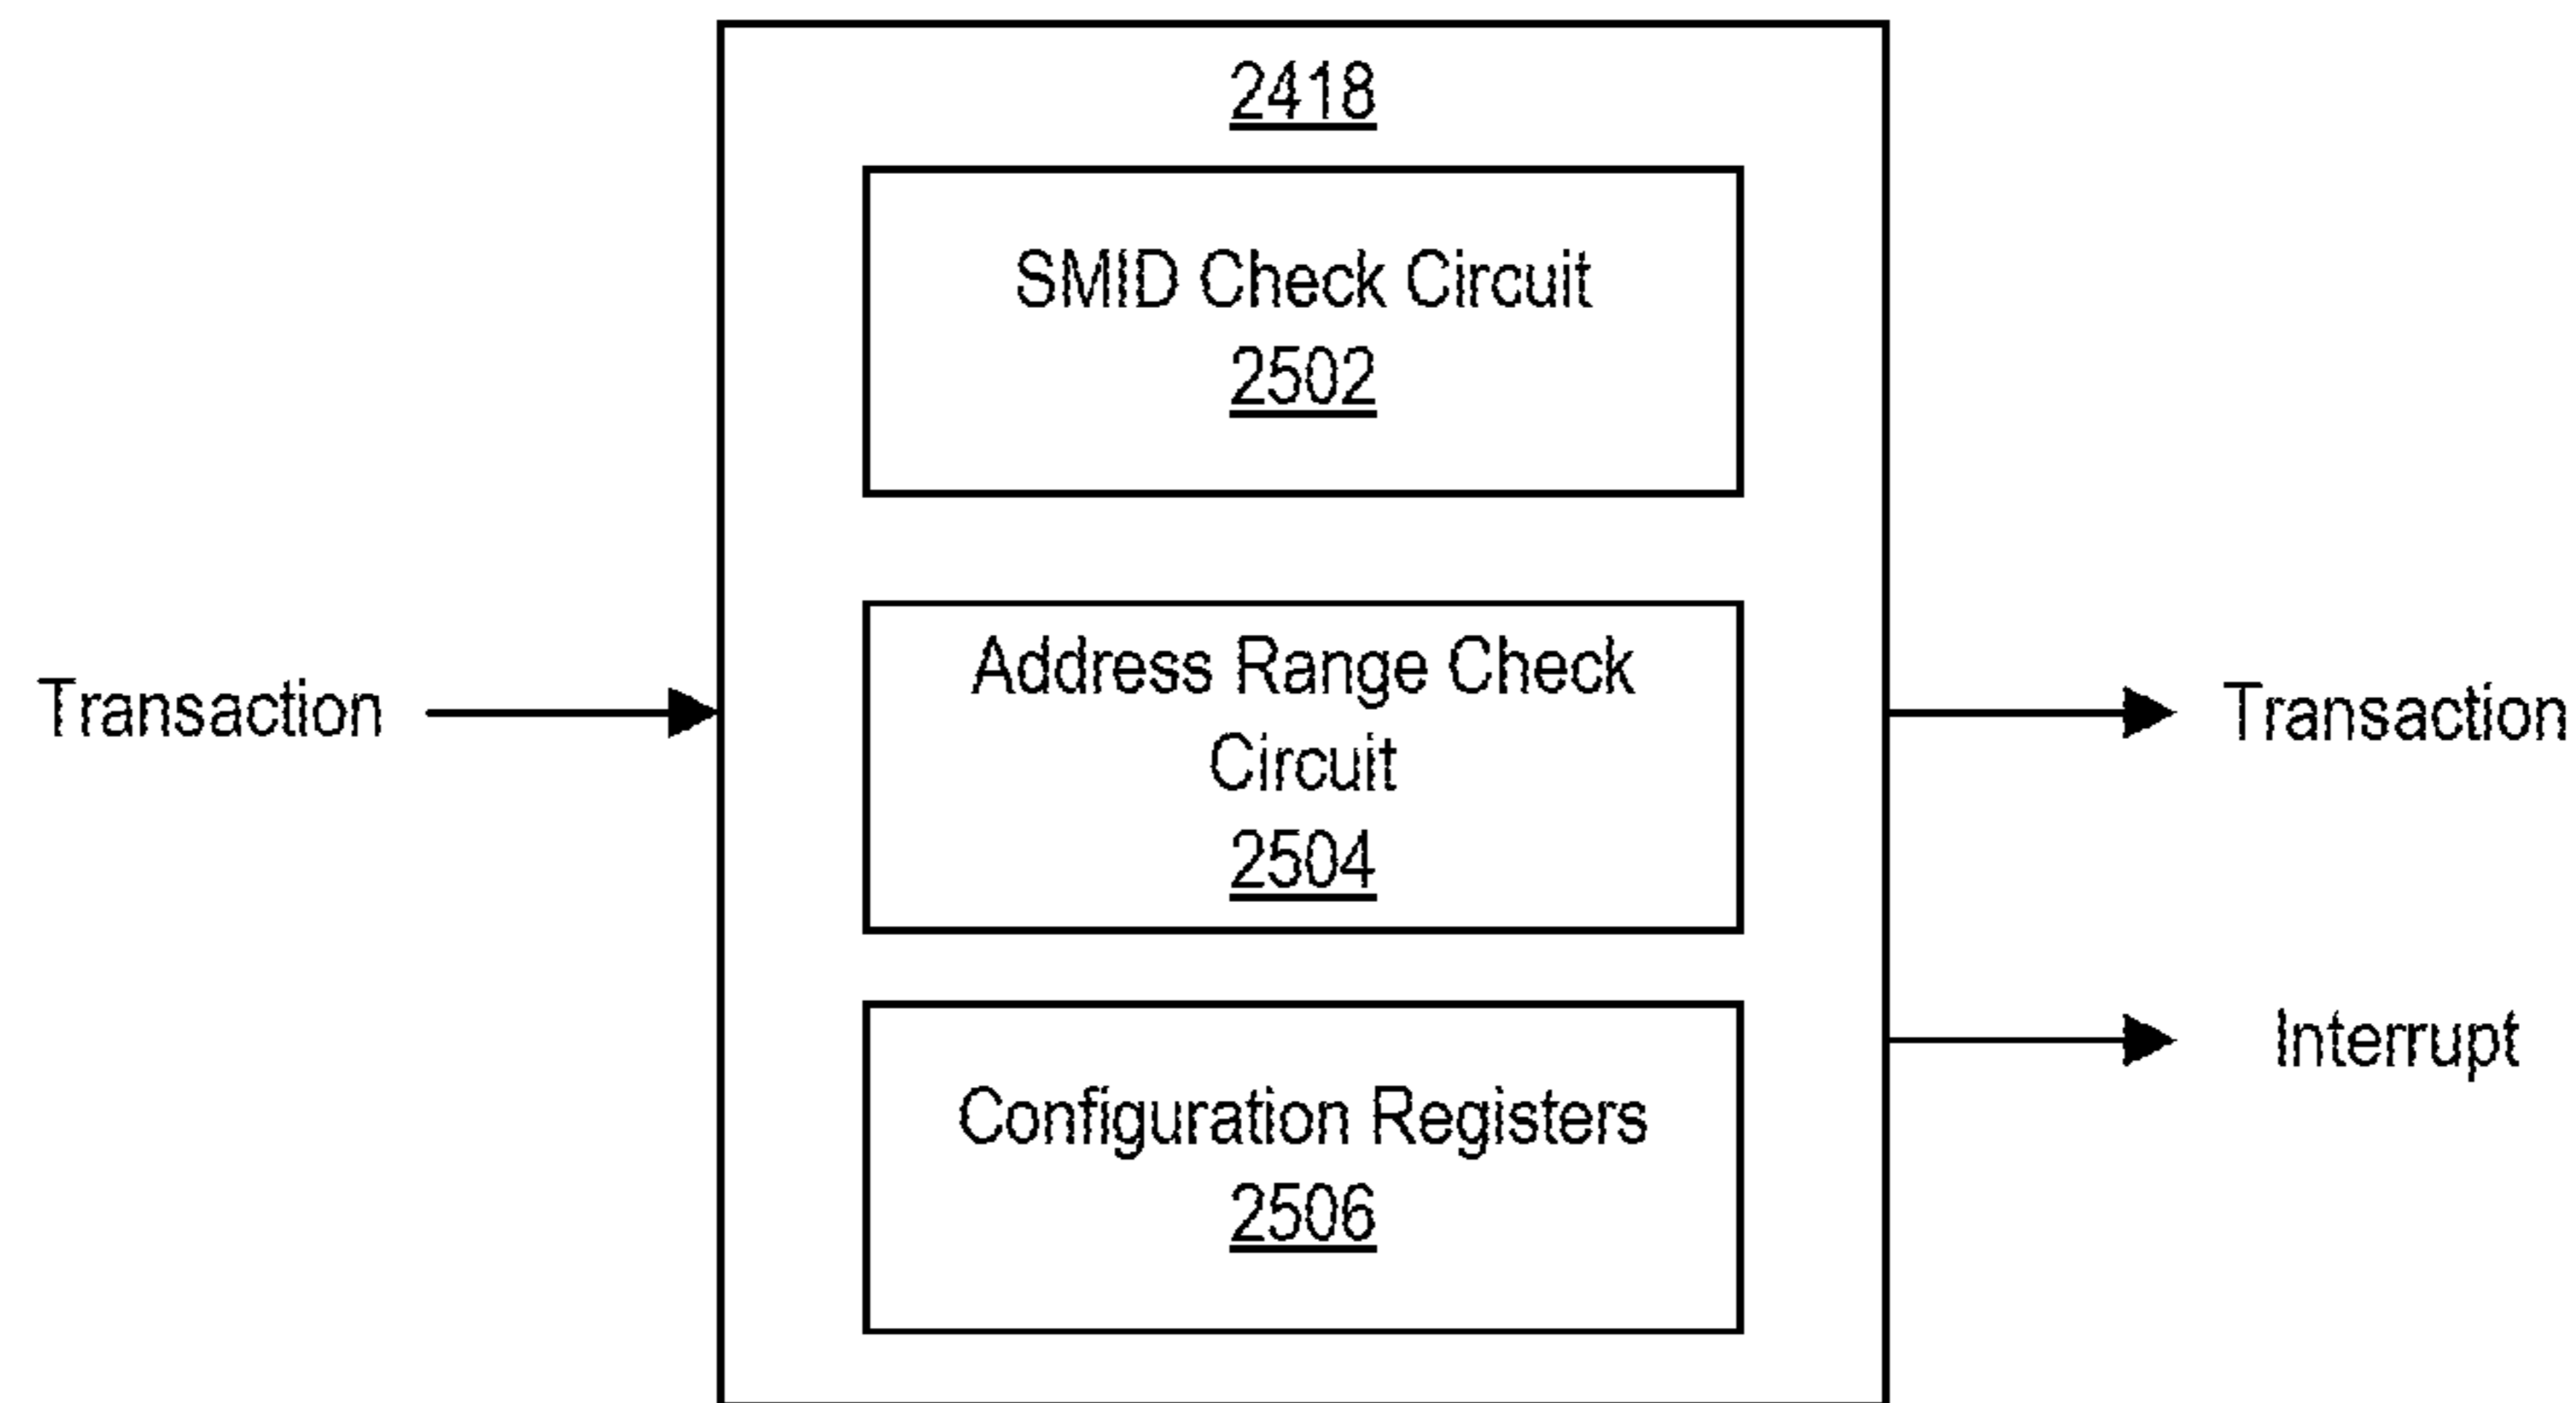 2418
SMID Check Circuit
2502
Address Range Check
Circuit
2504
Configuration Registers
2506
Transaction
Transaction
Interrupt